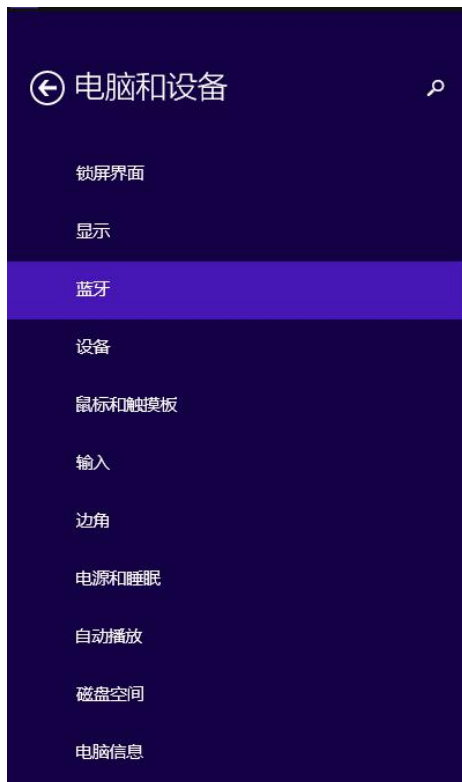 电脑和设备
锁屏界面
显示
蓝牙
设备
鼠标和触摸板
输入
边角
电源和睡眠
自动播放
磁盘空间
电脑信息